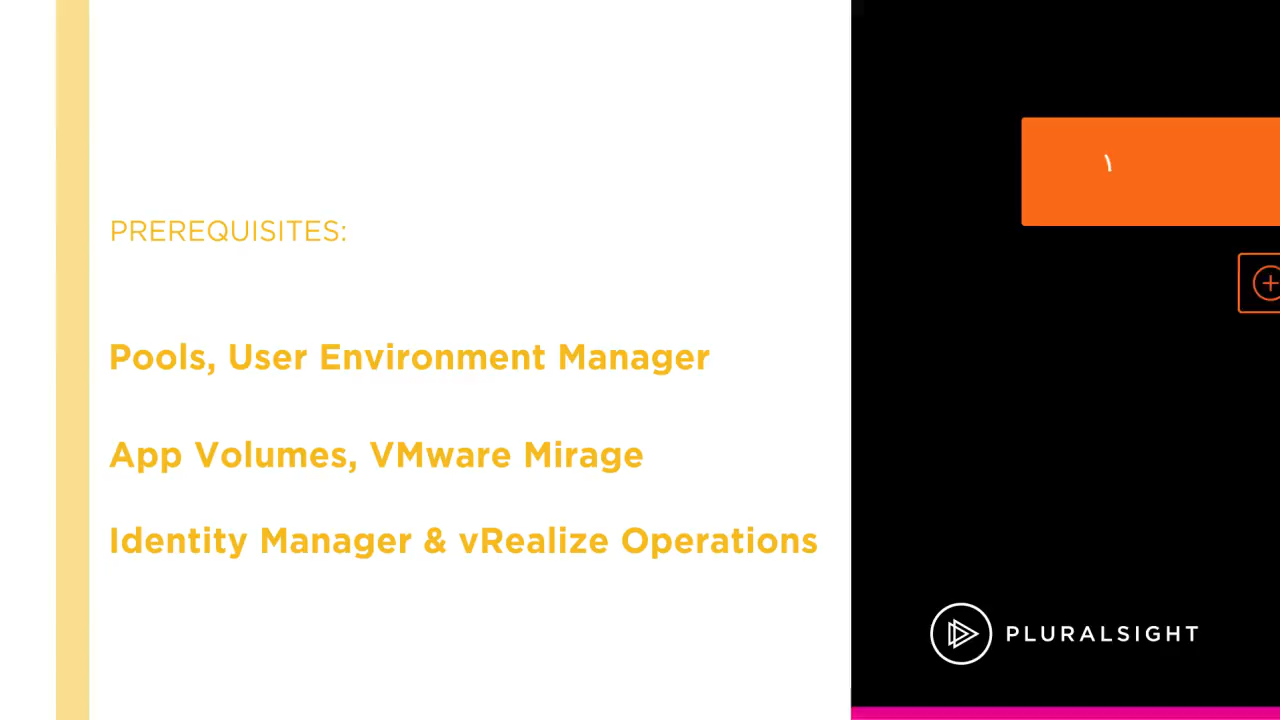 PREREQUISITES:
Pools, User Environment Manager
App Volumes, VMware Mirage
Identity Manager & vRealize Operations
PLURALSIGHT